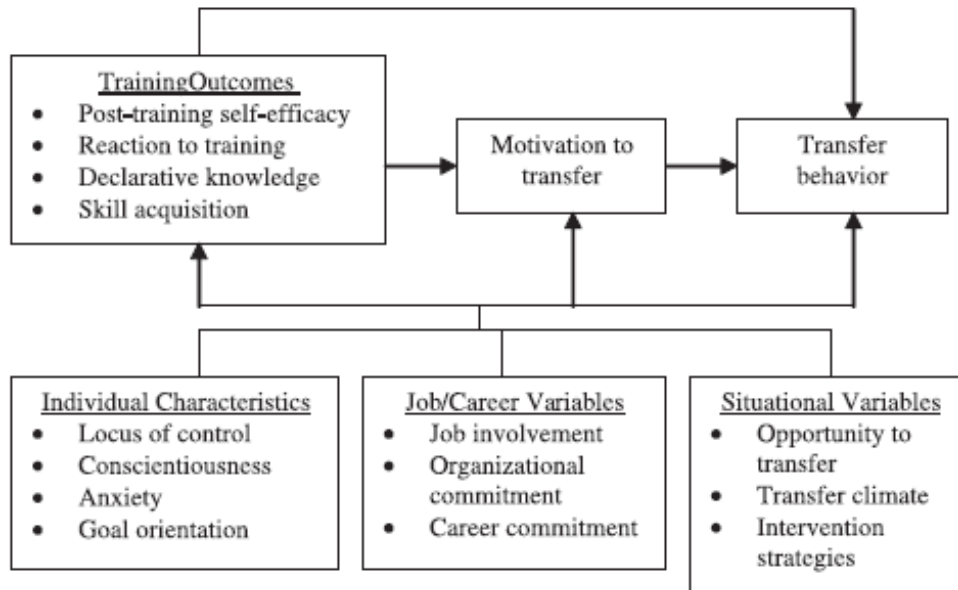 TrainingOutcomes
• Post-training self-efficacy
• Reaction to training
• Declarative knowledge
• Skill acquisition
Motivation to
transfer
Transfer
behavior
Individual Characteristics
• Locus of control
• Conscientiousness
• Anxiety
• Goal orientation
Job/Career Variables
• Job involvement
• Organizational
commitment
• Career commitment
Situational Variables
• Opportunity to
transfer
• Transfer climate
• Intervention
strategies